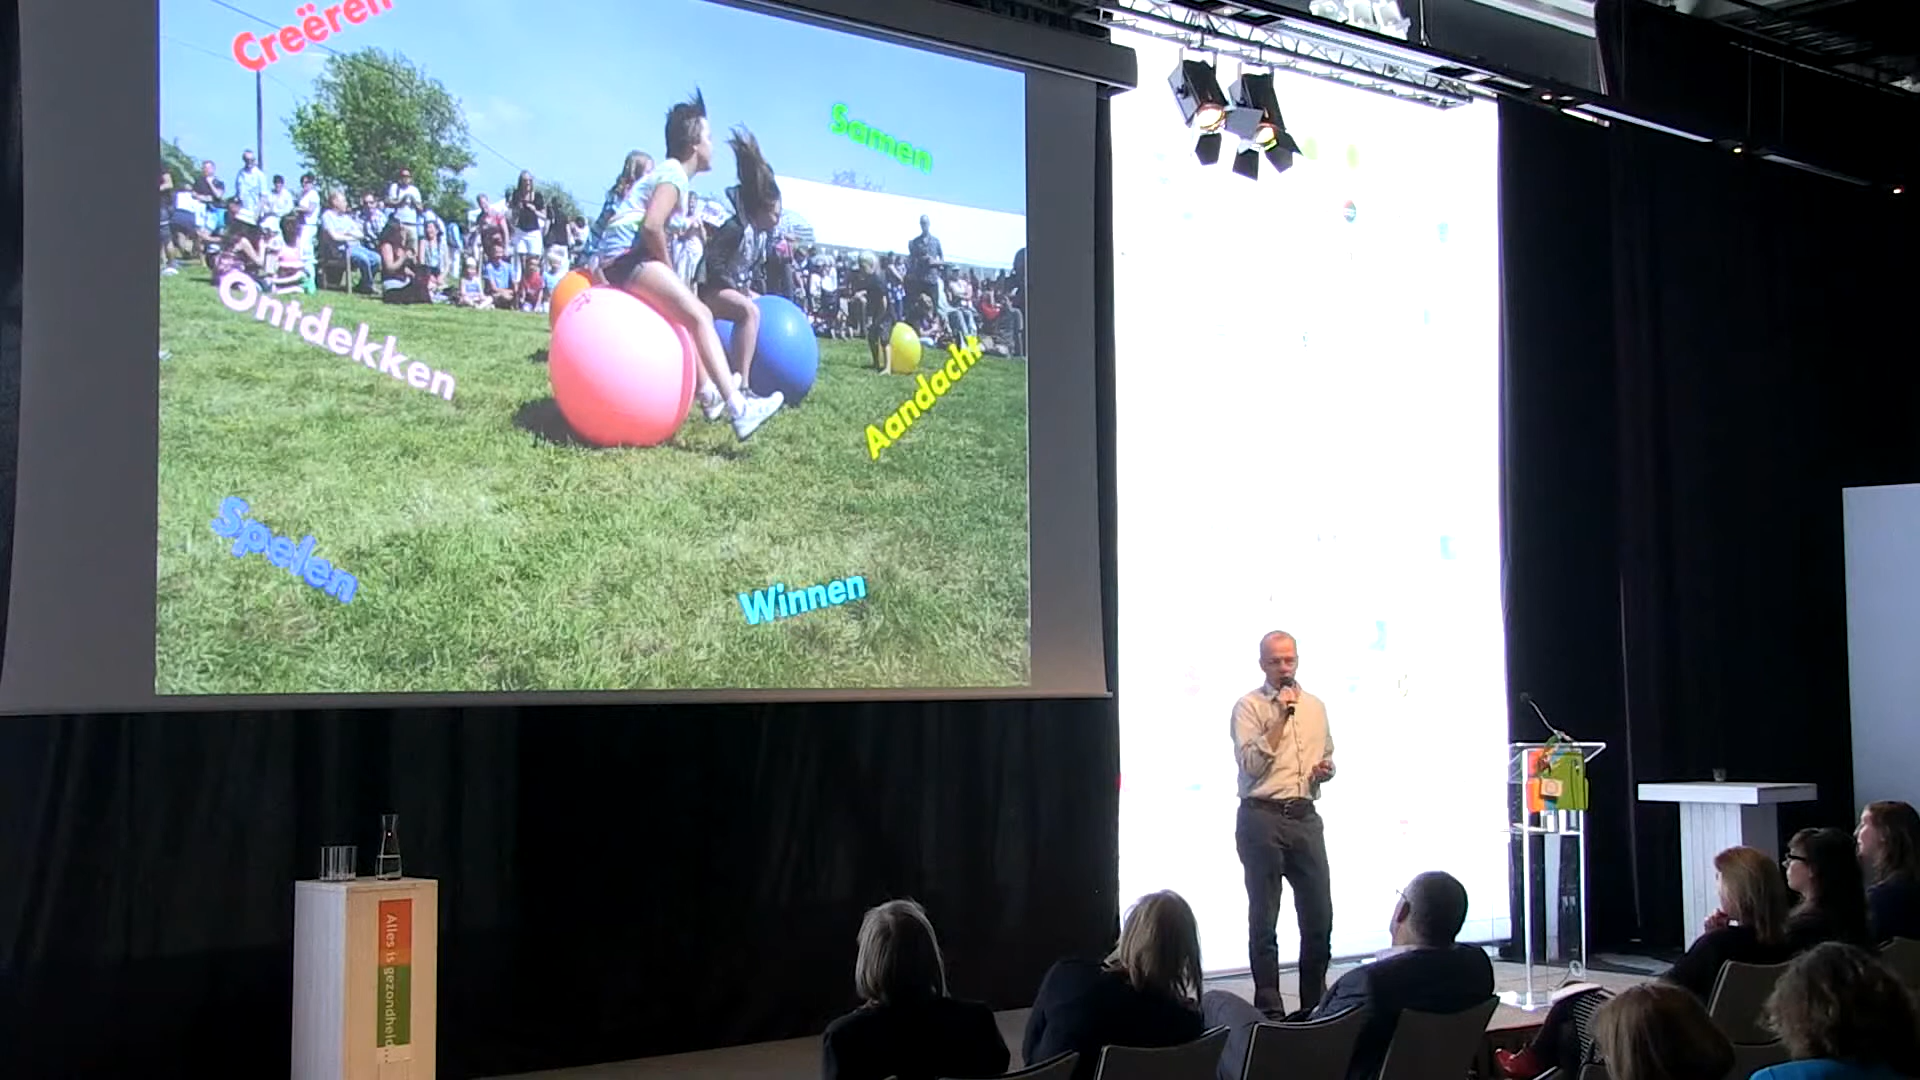 Creëren
Samen
Ontdekken
Aandacht
Spelen
Winnen
Alles is gezondheid...